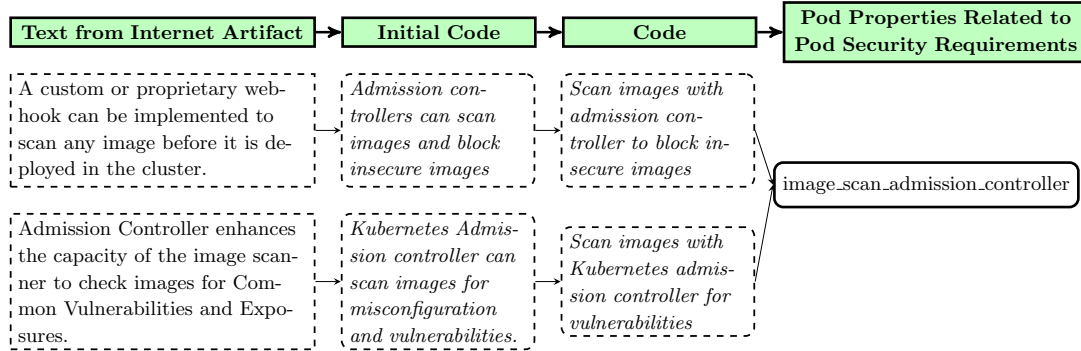 Text from Internet Artifact
Initial Code
Code
Pod Properties Related to
Pod Security Requirements
A custom or proprietary web-
hook can be implemented to
scan any image before it is de-
ployed in the cluster.
Admission con-
trollers can scan
images and block
insecure images
Scan images with
admission con-
troller to block in-
secure images
image_scan_admission_controller
Admission Controller enhances
the capacity of the image scan-
ner to check images for Com-
mon Vulnerabilities and Expo-
sures.
Kubernetes Admis-
sion controller can
scan images for
misconfiguration
and vulnerabilities.
Scan images with
Kubernetes admis-
sion controller for
vulnerabilities